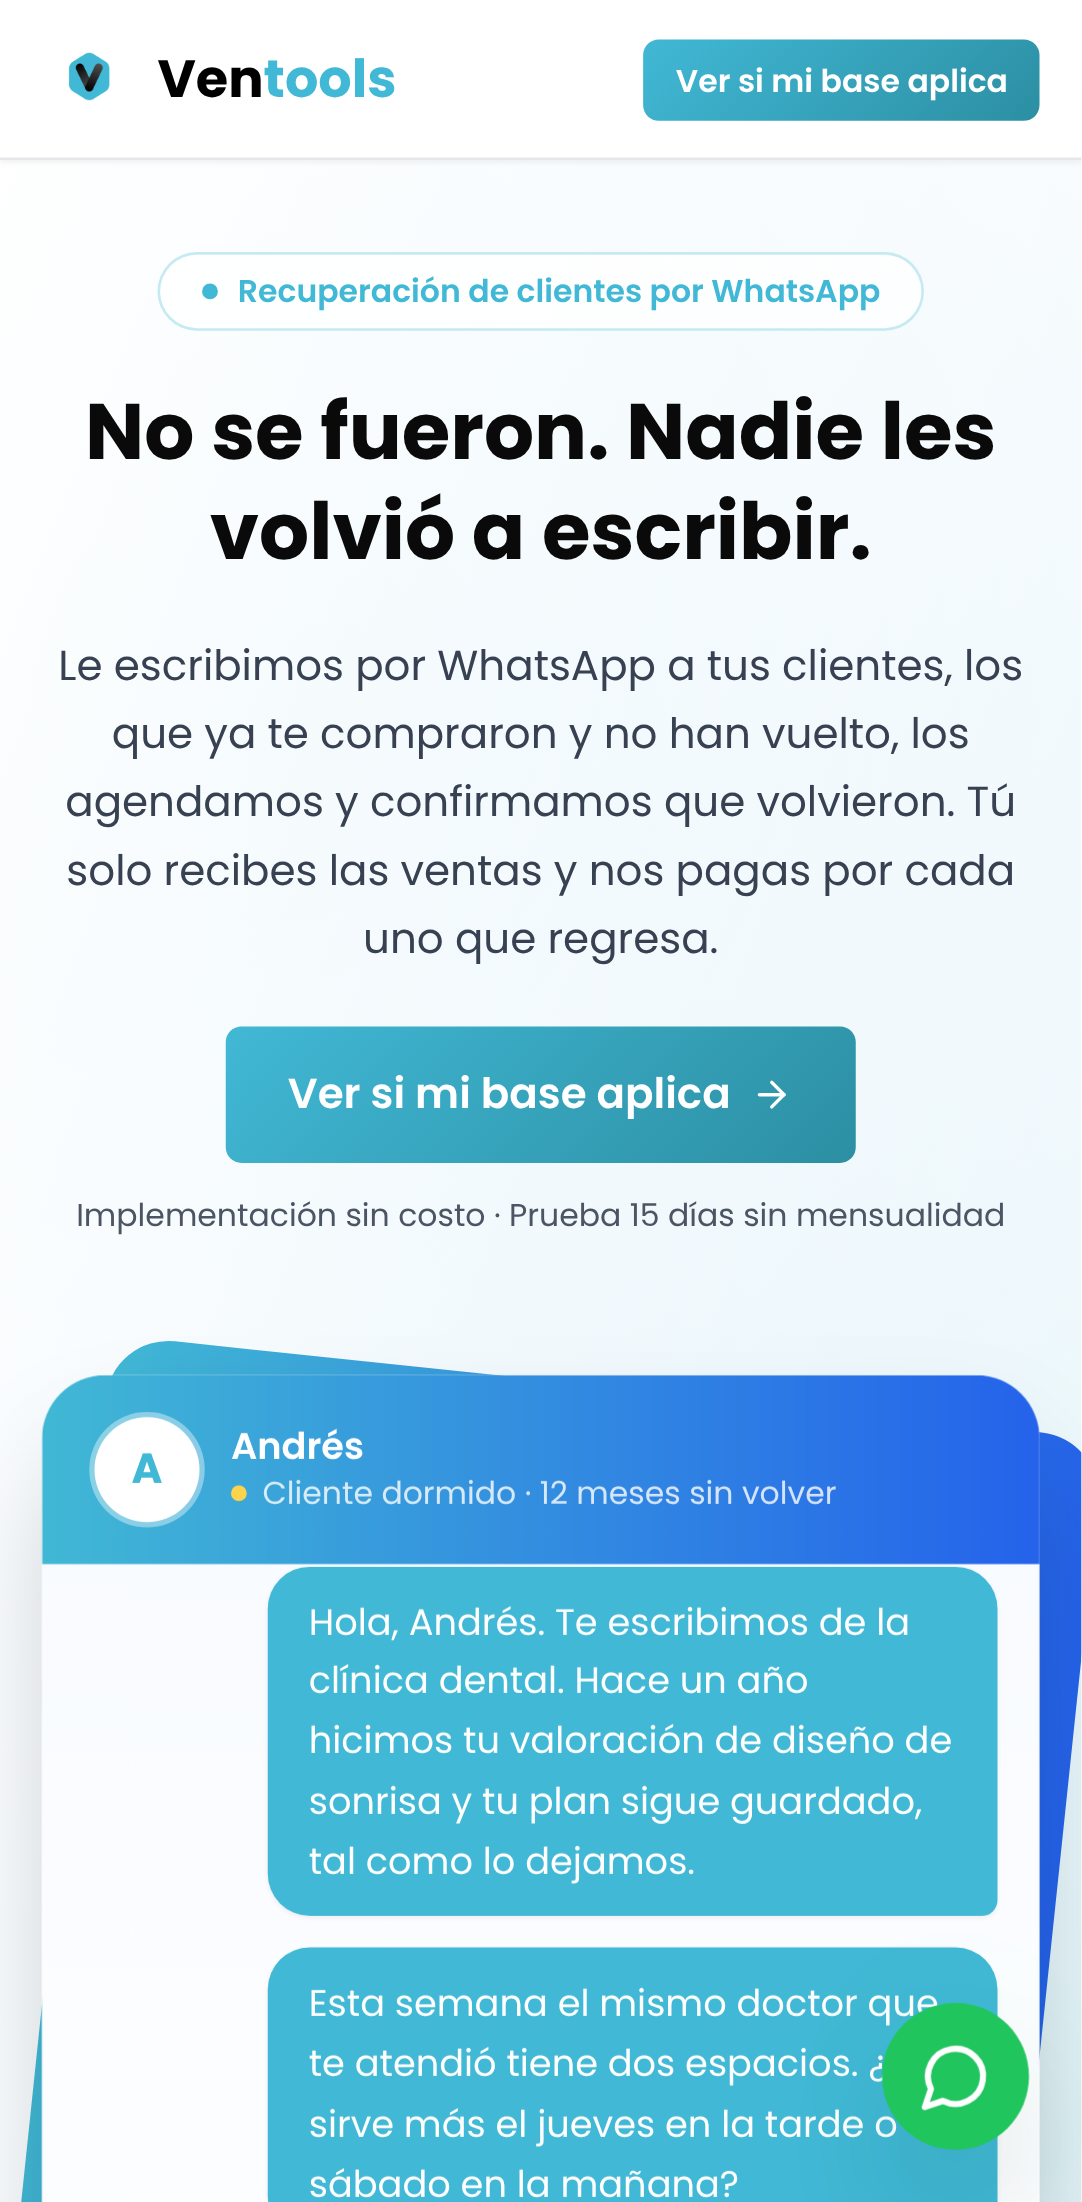 Ventools
Ver si mi base aplica
Recuperación de clientes por WhatsApp
No se fueron. Nadie les
volvió a escribir.
Le escribimos por WhatsApp a tus clientes, los
que ya te compraron y no han vuelto, los
agendamos y confirmamos que volvieron. Tú
solo recibes las ventas y nos pagas por cada
uno que regresa.
Ver si mi base aplica →
Implementación sin costo · Prueba 15 días sin mensualidad
A
Andrés
Cliente dormido · 12 meses sin volver
Hola, Andrés. Te escribimos de la
clínica dental. Hace un año
hicimos tu valoración de diseño de
sonrisa y tu plan sigue guardado,
tal como lo dejamos.
Esta semana el mismo doctor que
te atendió tiene dos espacios. ¿
sirve más el jueves en la tarde o
sábado en la mañana?